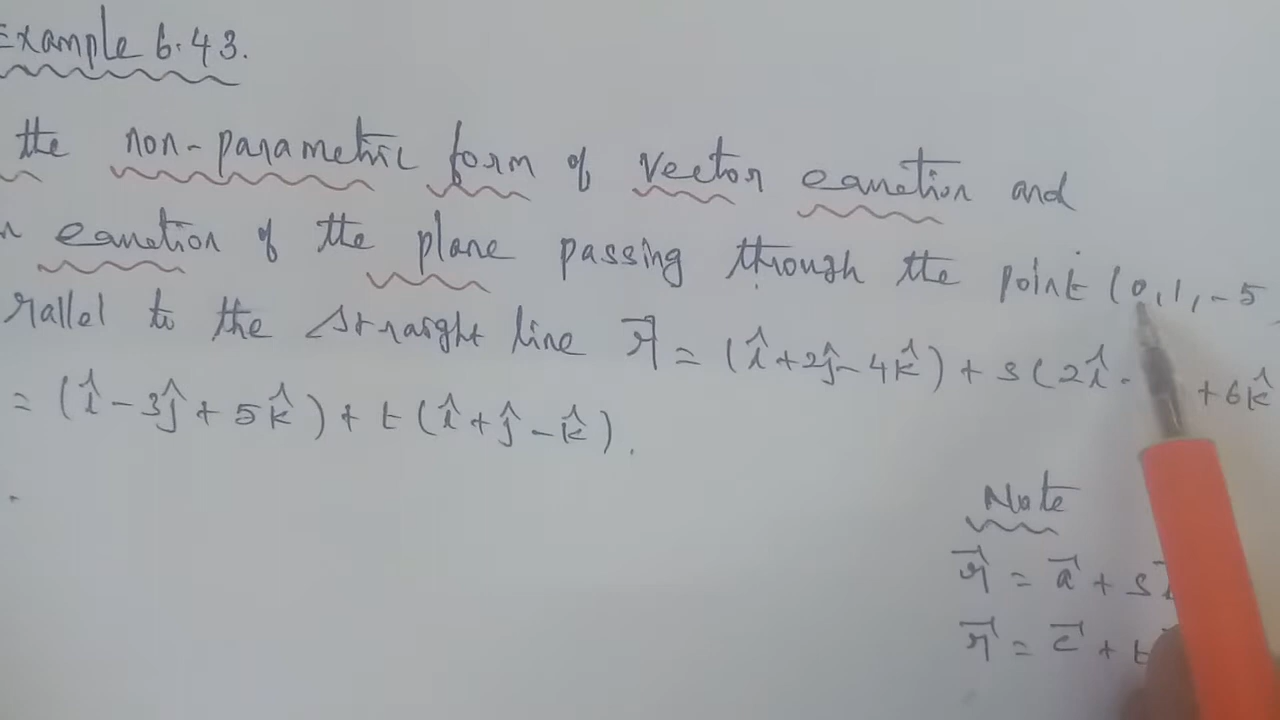 Example 6.43.
the non-parametric form of vector equation and
n equation of the plane passing through the point (0,1,-5
rallel to the straight line r⃗ = (î+2ĵ-4k̂) + s(2î + 6k̂
= (î-3ĵ+5k̂) + t(î+ĵ-k̂).
Note
r⃗ = a⃗ + s
r⃗ = c⃗ + t